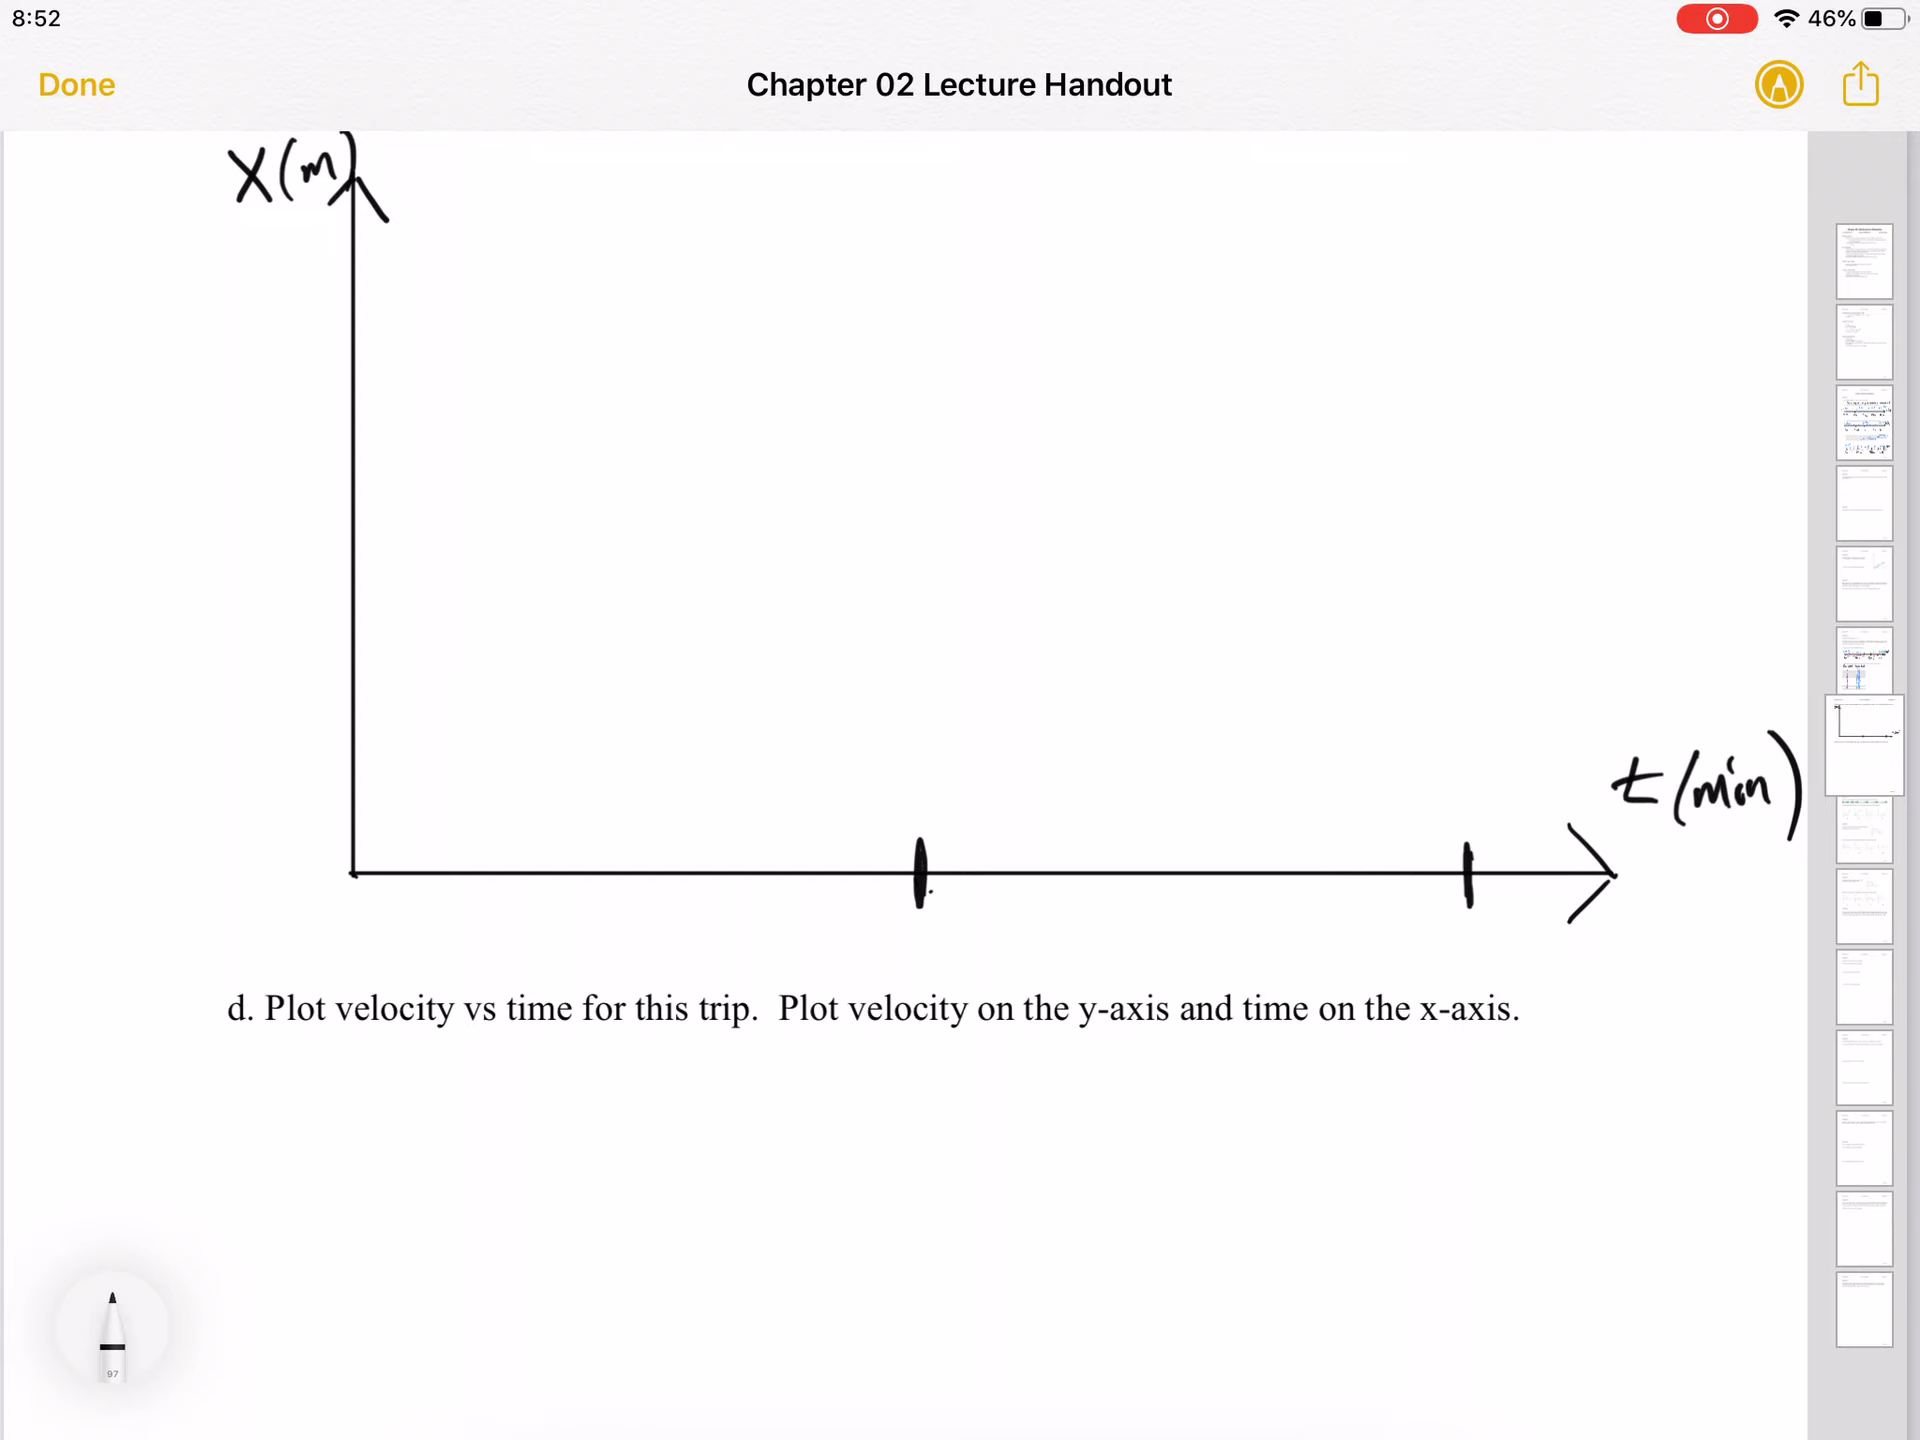 8:52
46%
Done
Chapter 02 Lecture Handout
X(m)
t(min)
d. Plot velocity vs time for this trip.  Plot velocity on the y-axis and time on the x-axis.
97